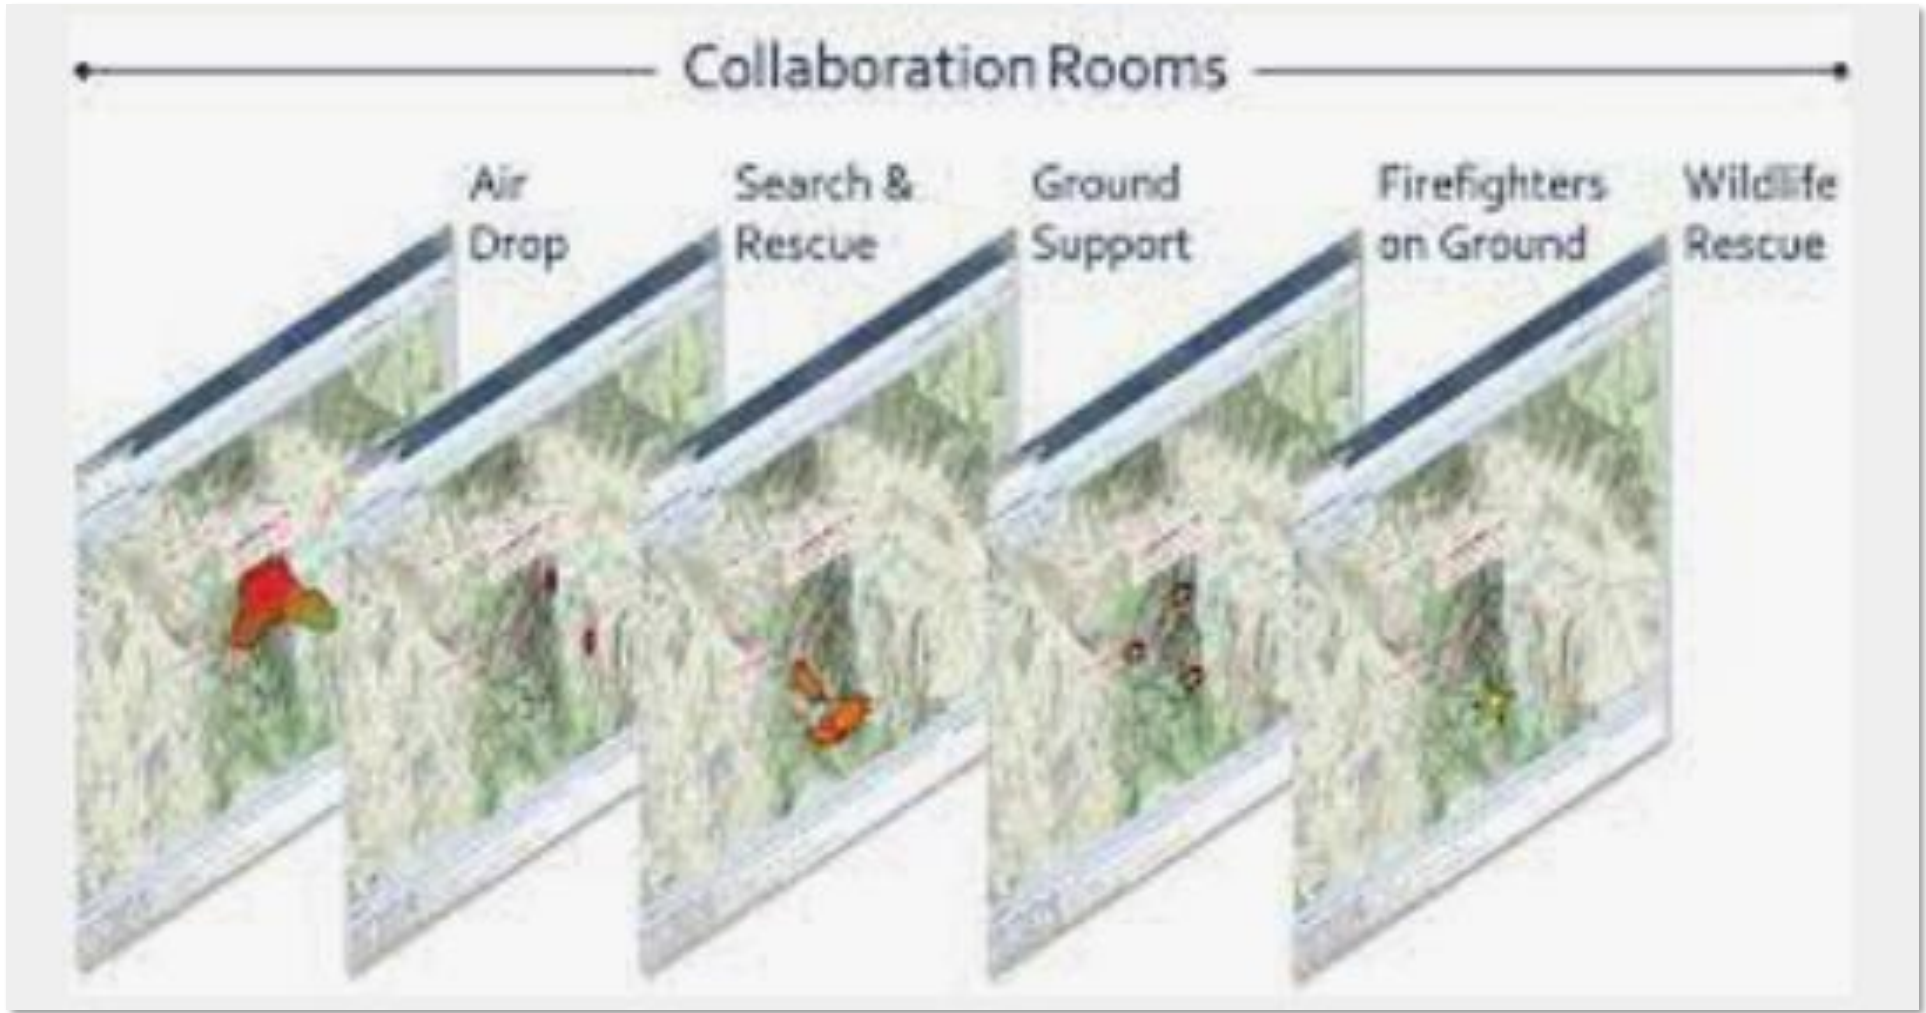 Collaboration Rooms
Air
Drop
Search &
Rescue
Ground
Support
Firefighters
on Ground
Wildlife
Rescue